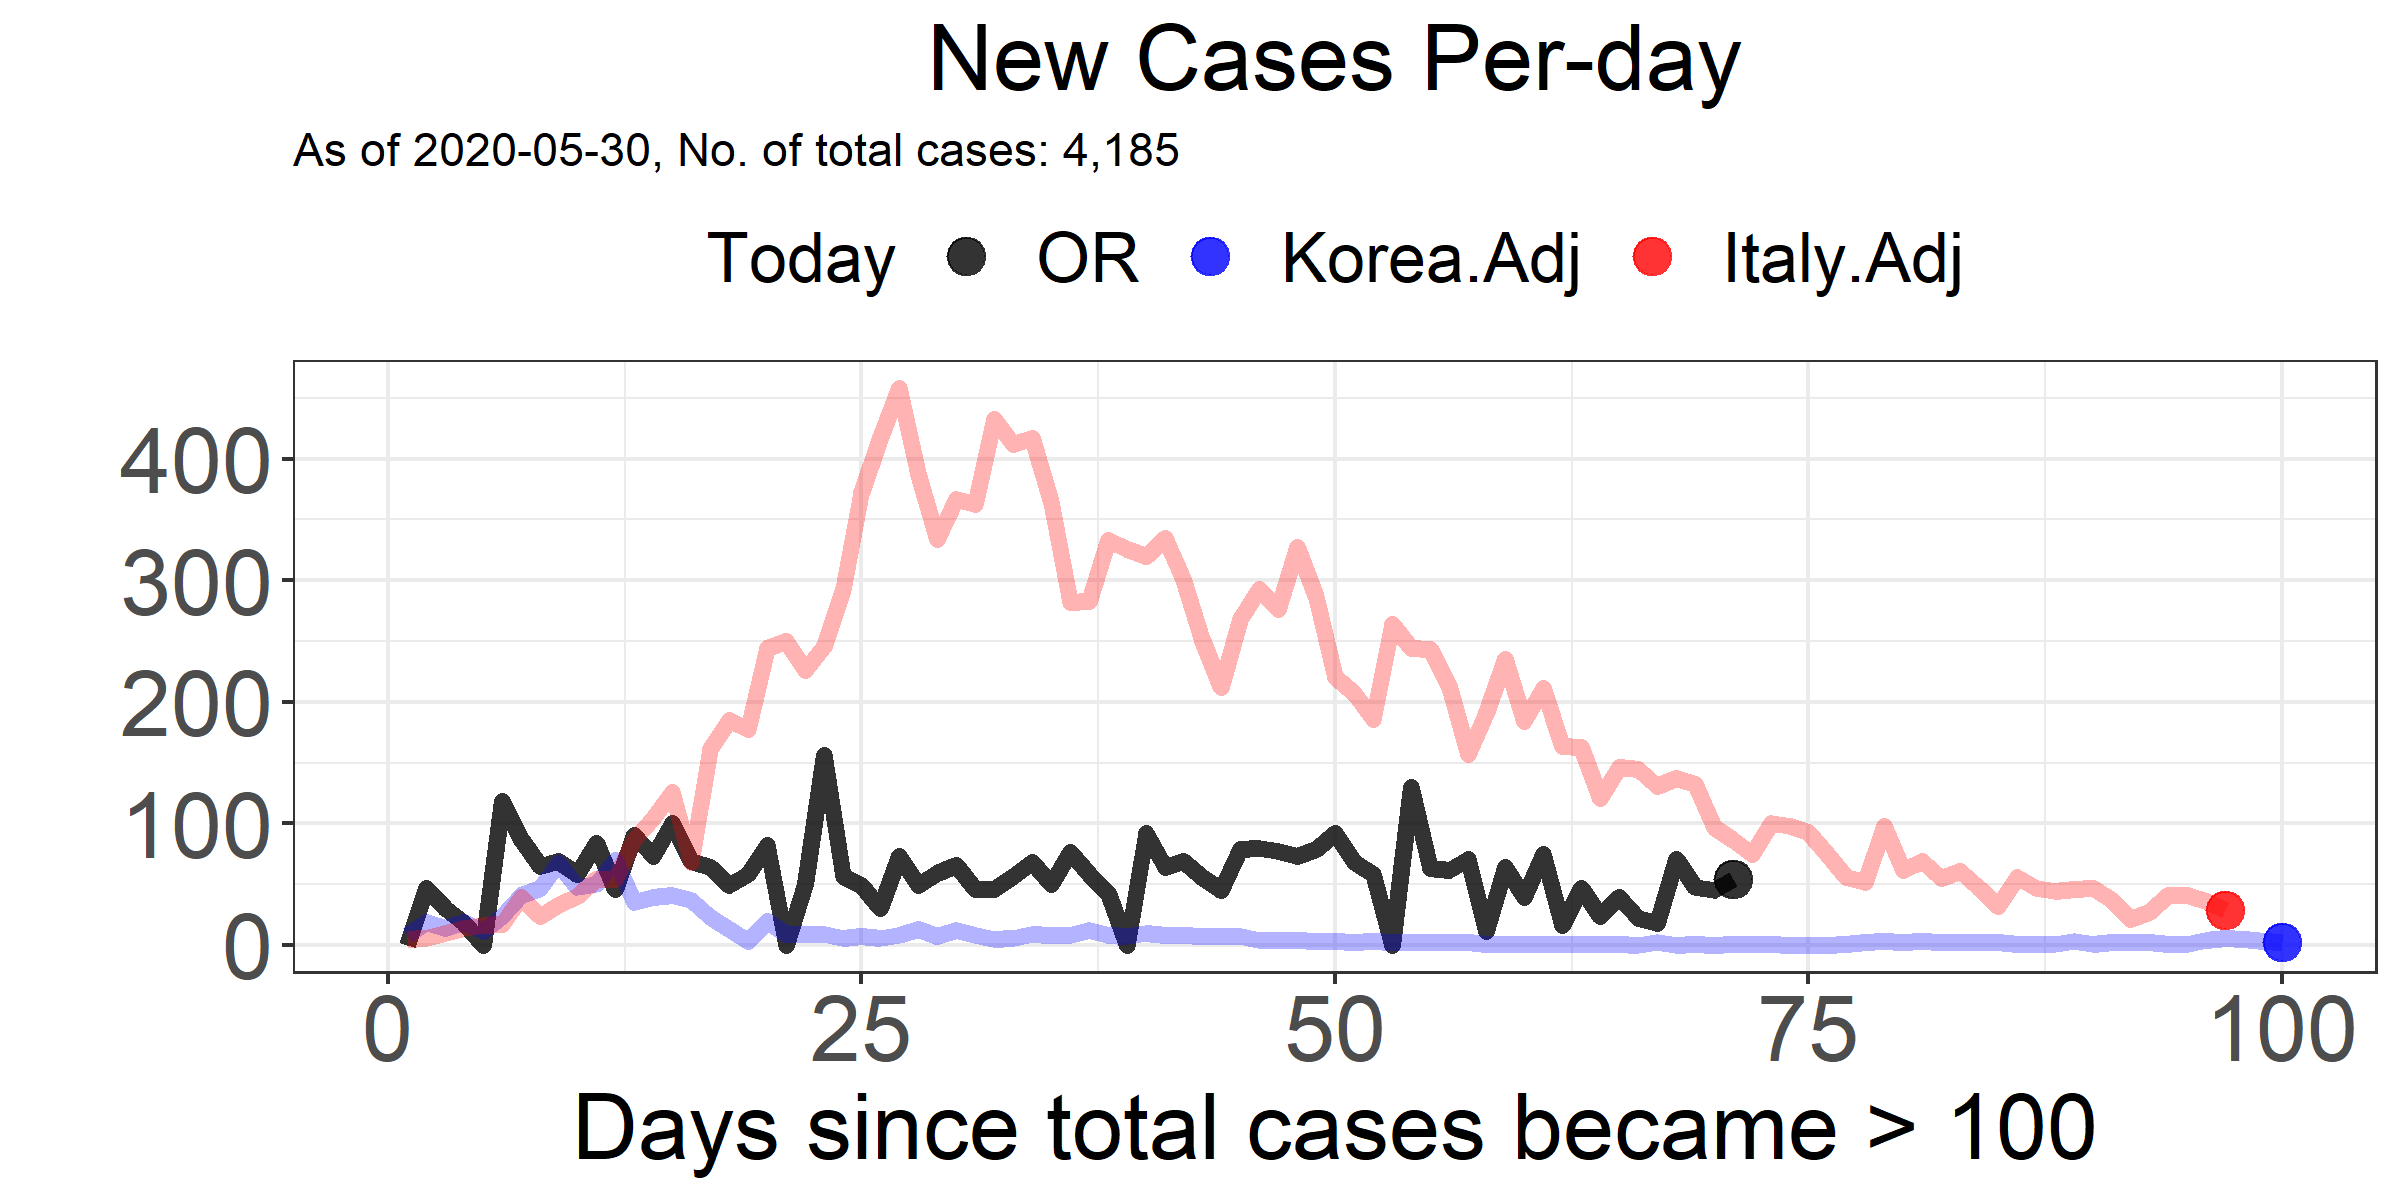 New Cases Per-day
As of 2020-05-30, No. of total cases: 4,185
Today OR Korea.Adj Italy.Adj
400
300
200
100
0
0 25 50 75 100
Days since total cases became > 100